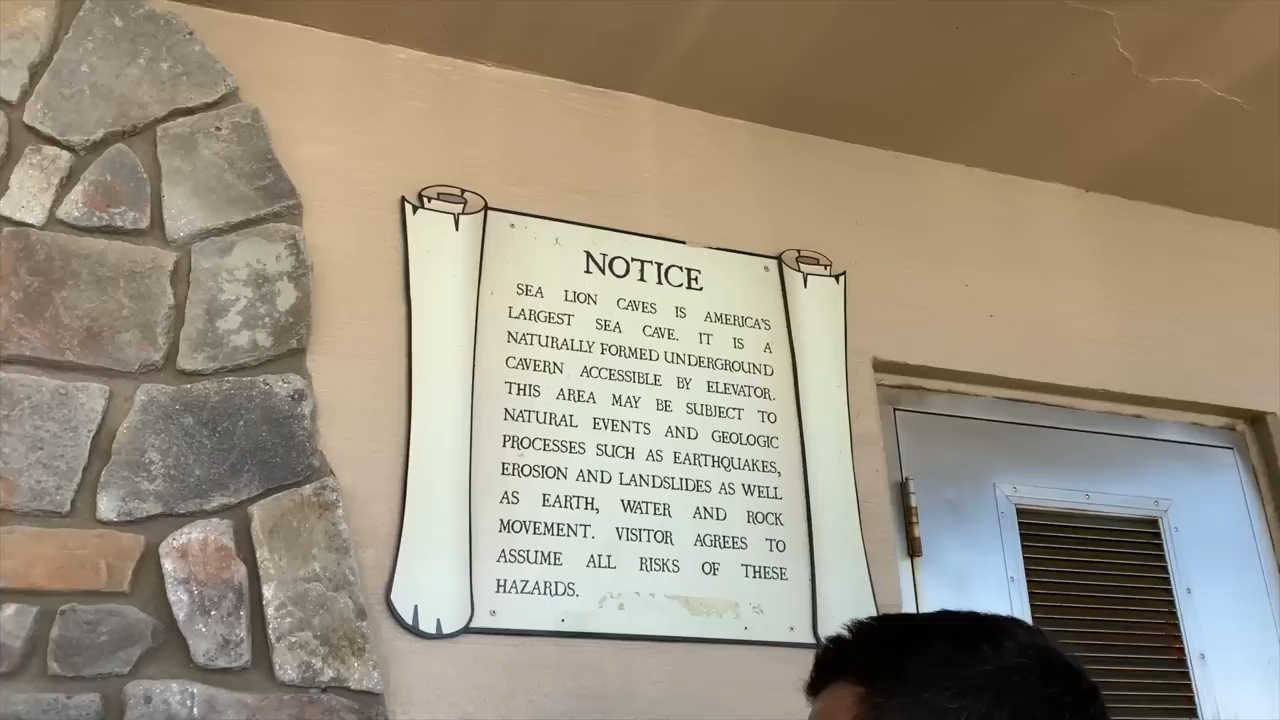 NOTICE
SEA LION CAVES IS AMERICA'S
LARGEST SEA CAVE. IT IS A
NATURALLY FORMED UNDERGROUND
CAVERN ACCESSIBLE BY ELEVATOR.
THIS AREA MAY BE SUBJECT TO
NATURAL EVENTS AND GEOLOGIC
PROCESSES SUCH AS EARTHQUAKES,
EROSION AND LANDSLIDES AS WELL
AS EARTH, WATER AND ROCK
MOVEMENT. VISITOR AGREES TO
ASSUME ALL RISKS OF THESE
HAZARDS.